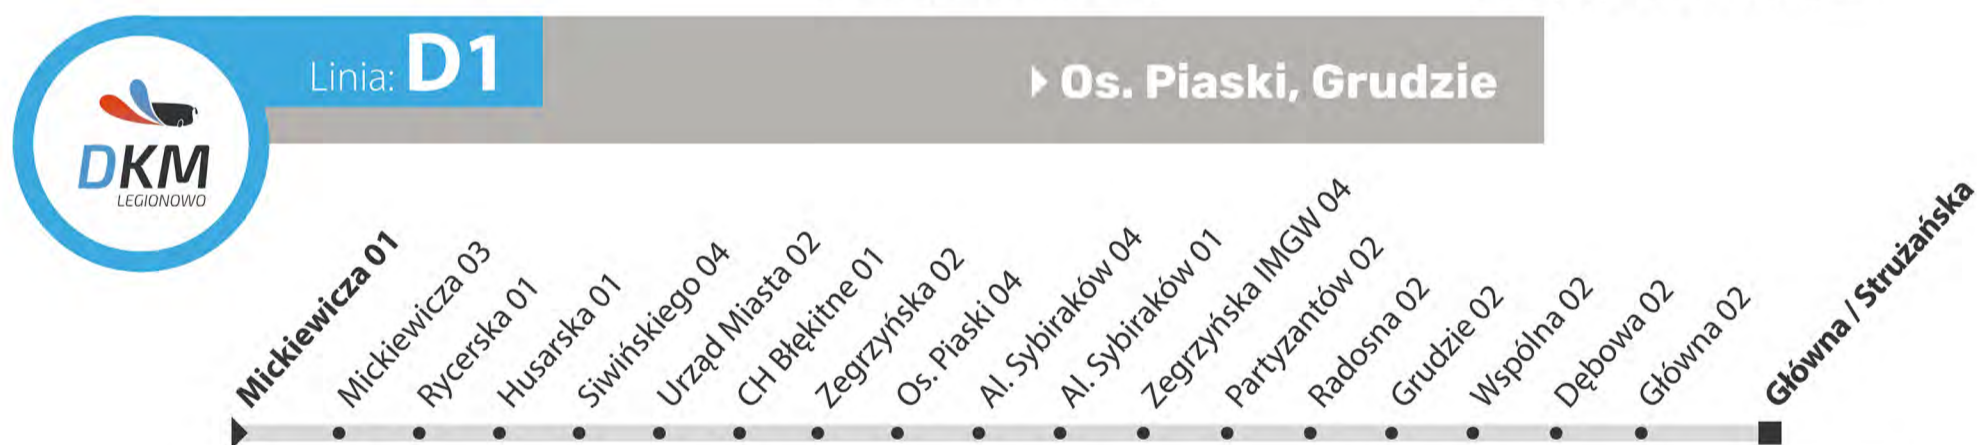 Linia: D1
Os. Piaski, Grudzie
DKM
LEGIONOWO
Mickiewicza 01
Mickiewicza 03
Rycerska 01
Husarska 01
Siwińskiego 04
Urząd Miasta 02
CH Błękitne 01
Zegrzyńska 02
Os. Piaski 04
Al. Sybiraków 04
Al. Sybiraków 01
Zegrzyńska IMGW 04
Partyzantów 02
Radosna 02
Grudzie 02
Wspólna 02
Dębowa 02
Główna 02
Główna / Strużańska